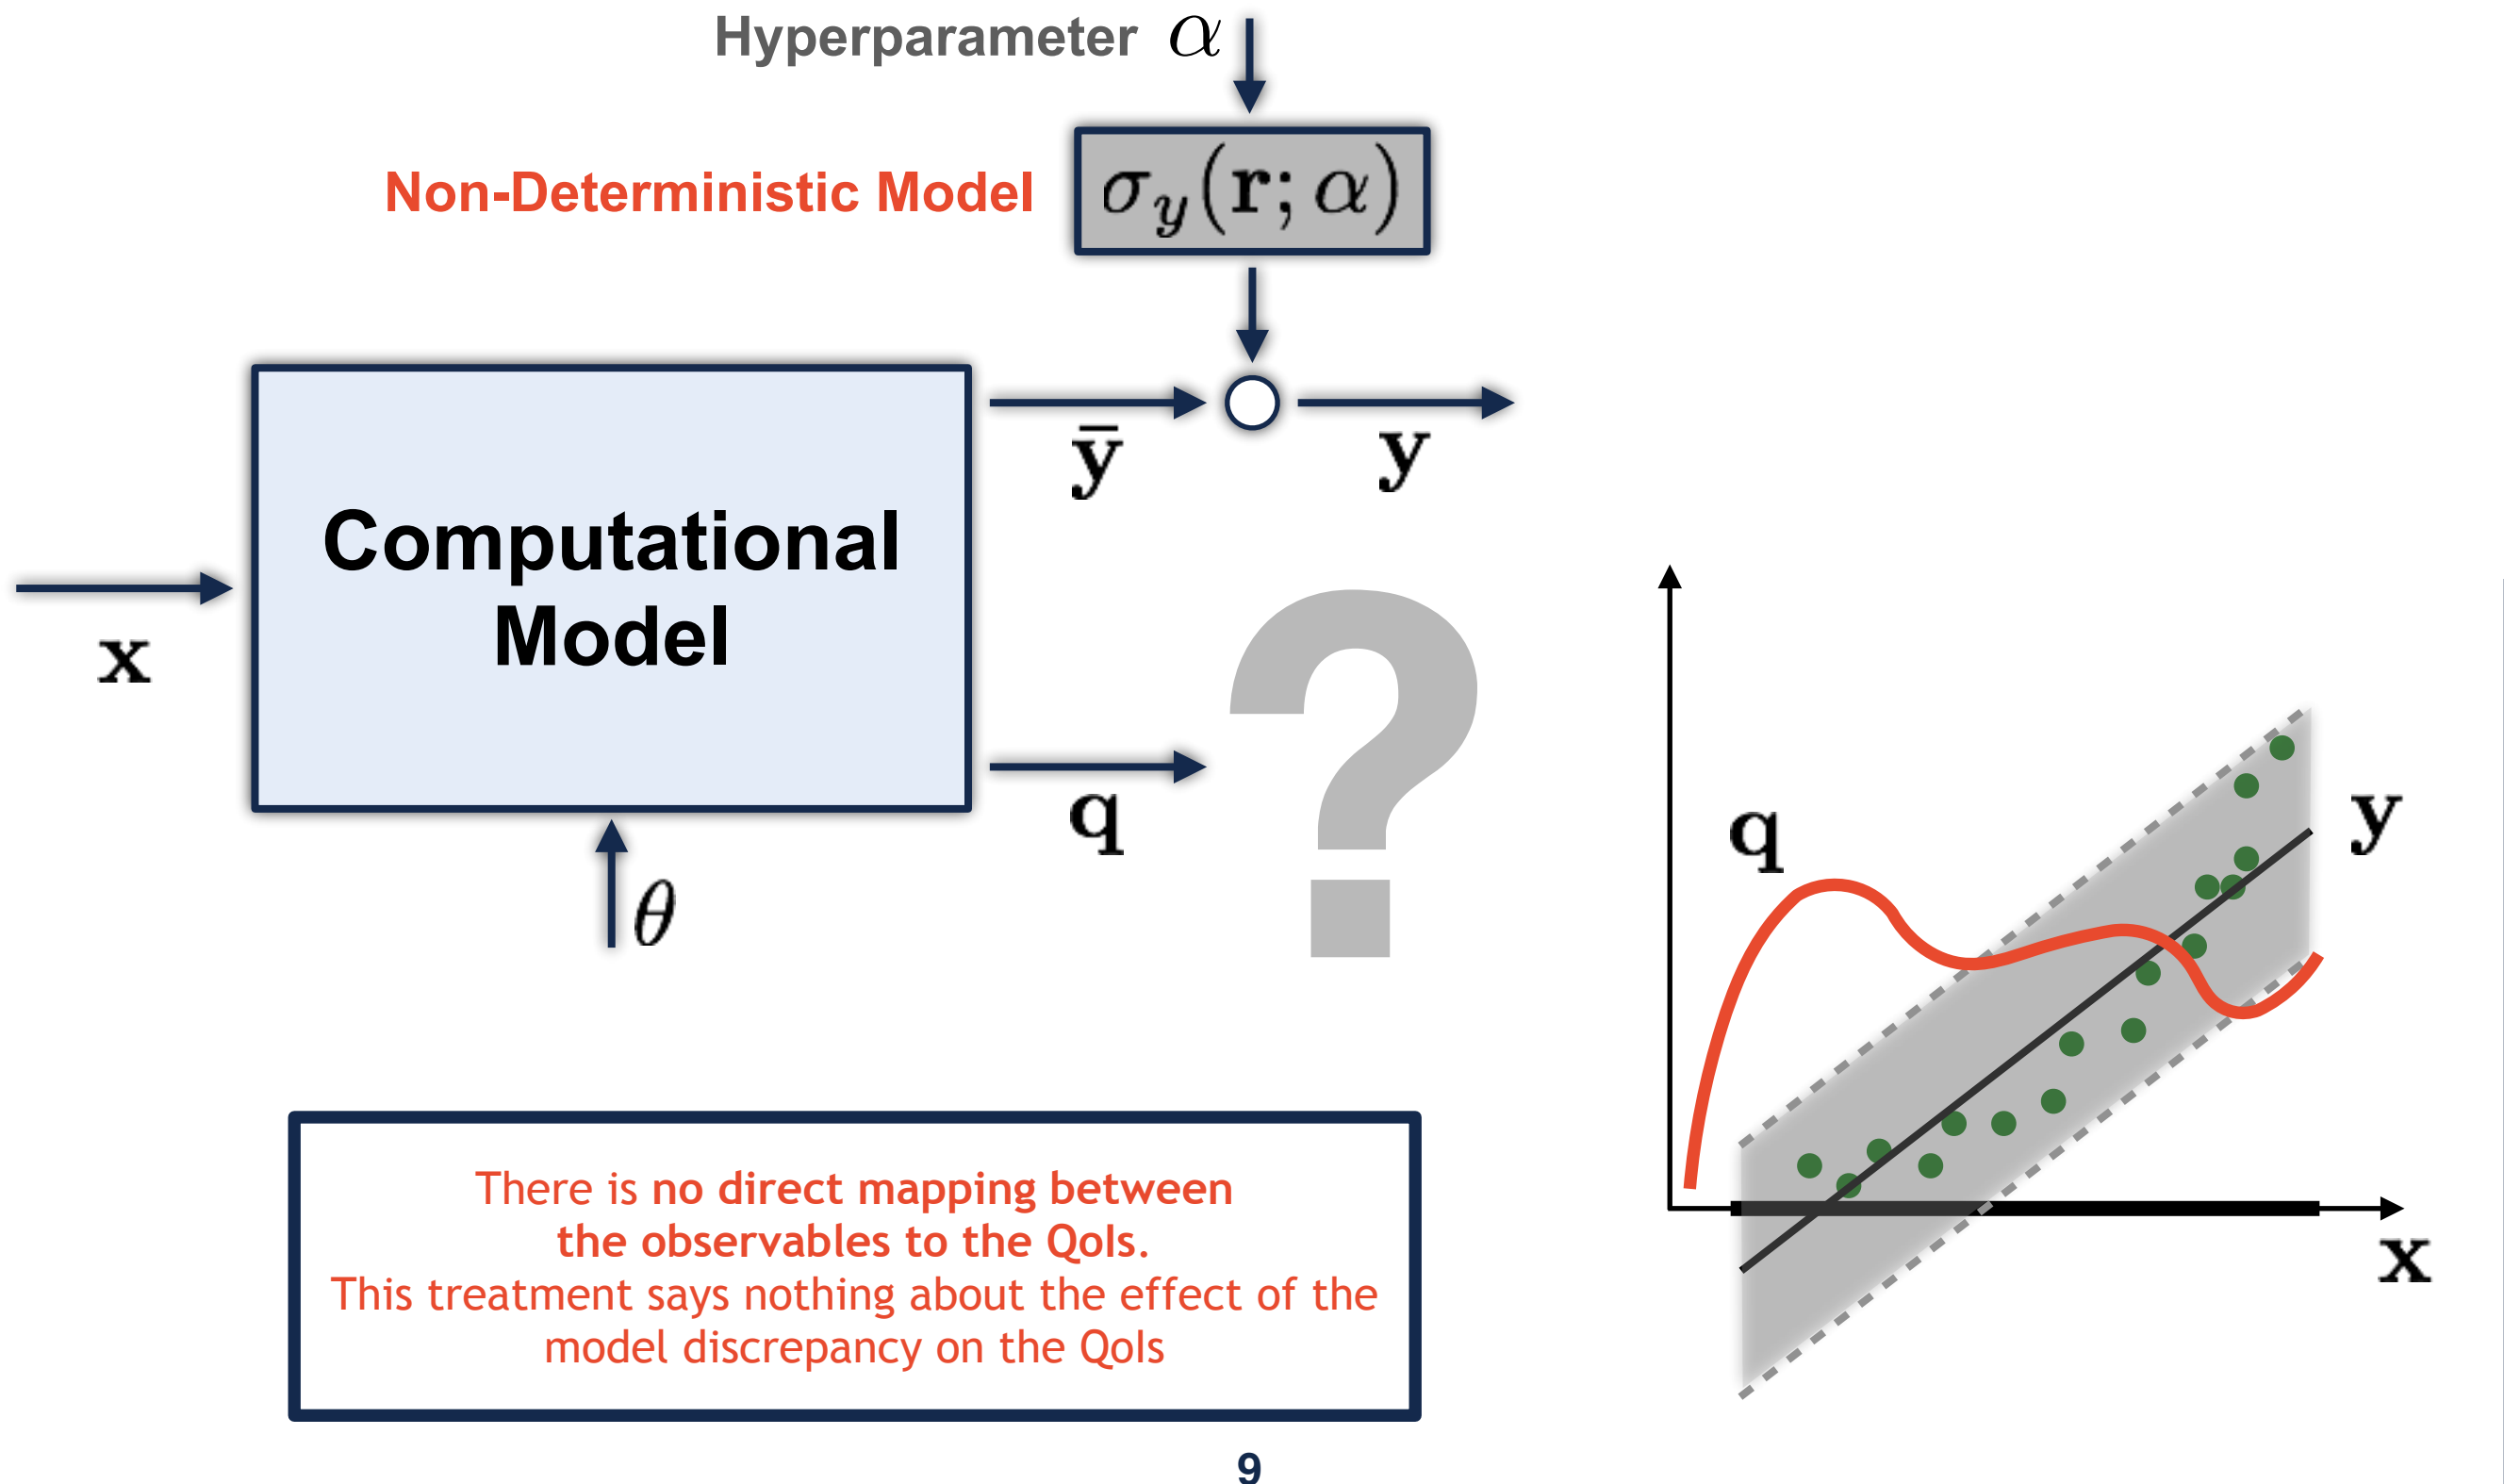 Hyperparameter α
Non-Deterministic Model
σ_y(r; α)
Computational
Model
x
ȳ
y
q
θ
?
q
y
x
There is no direct mapping between
the observables to the QoIs.
This treatment says nothing about the effect of the
model discrepancy on the QoIs
9